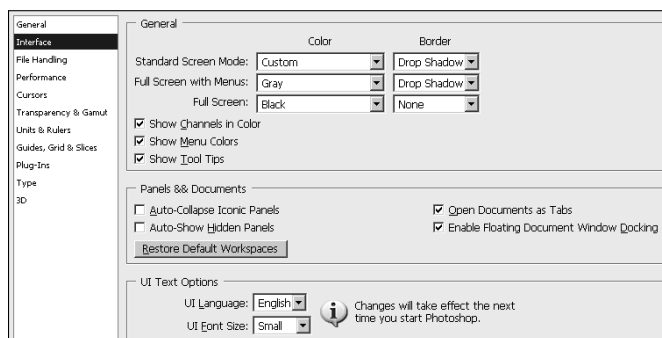 General
Interface
File Handling
Performance
Cursors
Transparency & Gamut
Units & Rulers
Guides, Grid & Slices
Plug-Ins
Type
3D
General
Color Border
Standard Screen Mode: Custom Drop Shadow
Full Screen with Menus: Gray Drop Shadow
Full Screen: Black None
Show Channels in Color
Show Menu Colors
Show Tool Tips
Panels && Documents
Auto-Collapse Iconic Panels Open Documents as Tabs
Auto-Show Hidden Panels Enable Floating Document Window Docking
Restore Default Workspaces
UI Text Options
UI Language: English
UI Font Size: Small
Changes will take effect the next
time you start Photoshop.